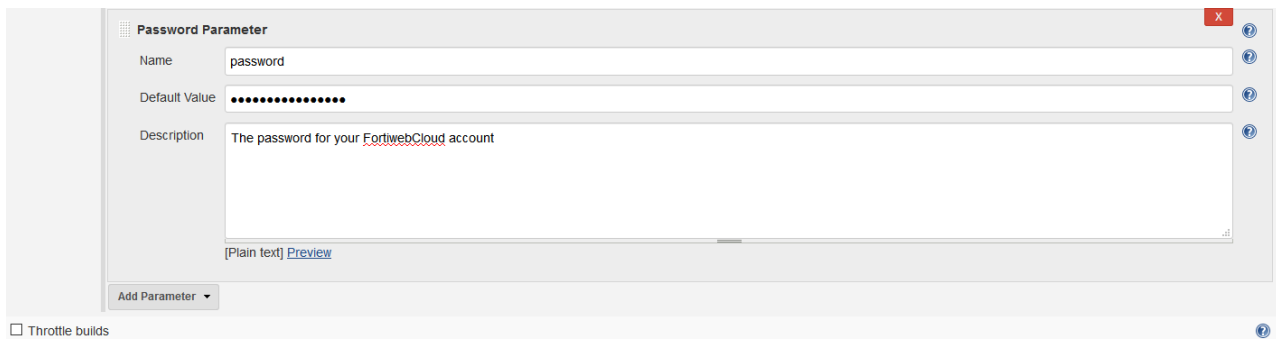 Password Parameter
X
Name
password
Default Value
••••••••••••••••
Description
The password for your FortiwebCloud account
[Plain text] Preview
Add Parameter
Throttle builds